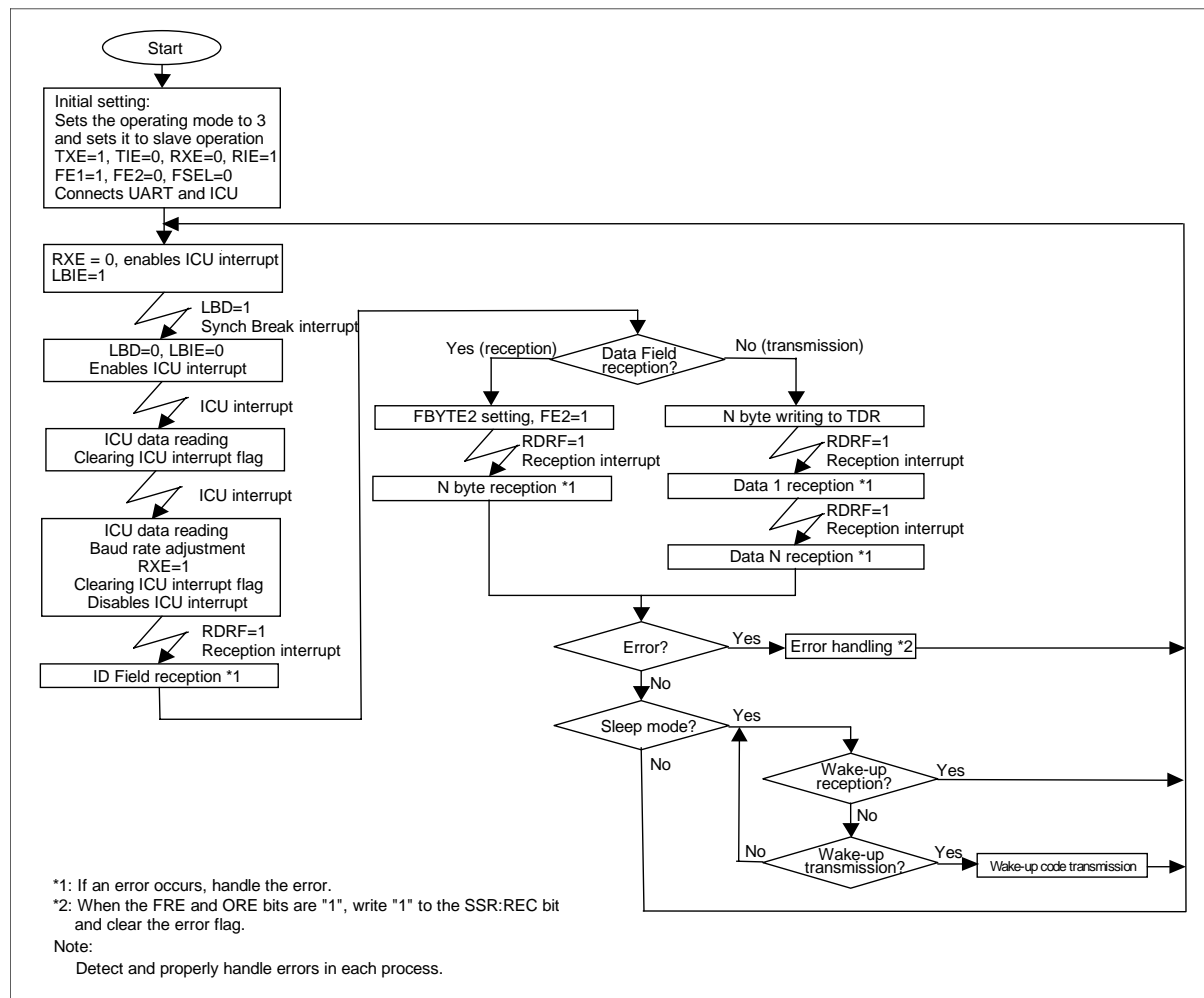 Start
Initial setting:
Sets the operating mode to 3
and sets it to slave operation
TXE=1, TIE=0, RXE=0, RIE=1
FE1=1, FE2=0, FSEL=0
Connects UART and ICU
RXE = 0, enables ICU interrupt
LBIE=1
LBD=1
Synch Break interrupt
LBD=0, LBIE=0
Enables ICU interrupt
ICU interrupt
ICU data reading
Clearing ICU interrupt flag
ICU interrupt
ICU data reading
Baud rate adjustment
RXE=1
Clearing ICU interrupt flag
Disables ICU interrupt
RDRF=1
Reception interrupt
ID Field reception *1
Data Field
reception?
Yes (reception)
No (transmission)
FBYTE2 setting, FE2=1
RDRF=1
Reception interrupt
N byte reception *1
N byte writing to TDR
RDRF=1
Reception interrupt
Data 1 reception *1
RDRF=1
Reception interrupt
Data N reception *1
Error?
Yes
Error handling *2
No
Sleep mode?
Yes
No
Wake-up
reception?
Yes
No
Wake-up
transmission?
No
Yes
Wake-up code transmission
*1: If an error occurs, handle the error.
*2: When the FRE and ORE bits are "1", write "1" to the SSR:REC bit
and clear the error flag.
Note:
Detect and properly handle errors in each process.